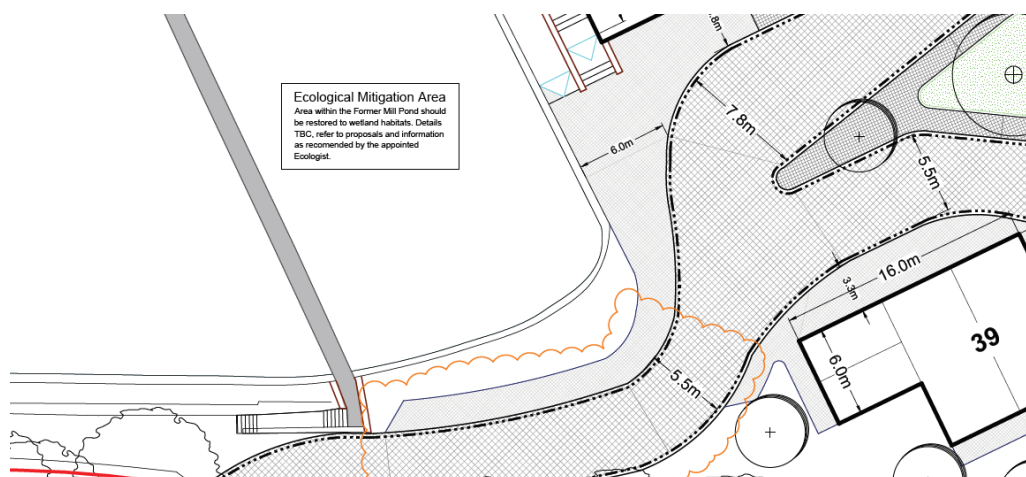 Ecological Mitigation Area
Area within the Former Mill Pond should
be restored to wetland habitats. Details
TBC, refer to proposals and information
as recomended by the appointed
Ecologist.
.8m
7.8m
6.0m
5.5m
16.0m
3.3m
39
6.0m
5.5m